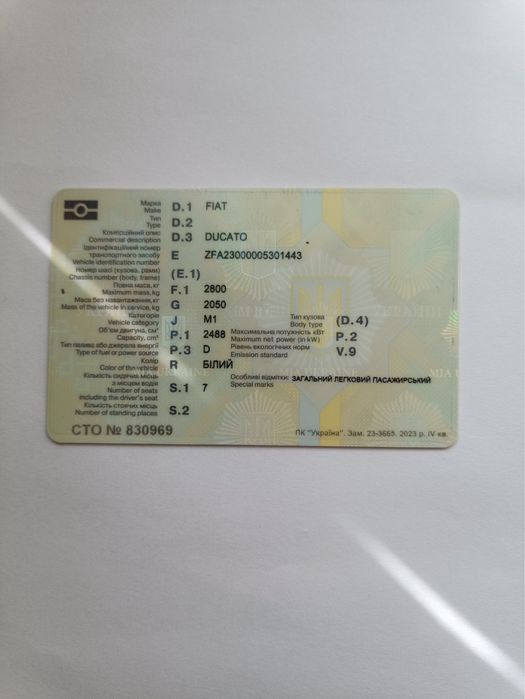 Марка D.1 FIAT
Make
Тип D.2
Type
Комерційний опис D.3 DUCATO
Commercial description
Ідентифікаційний номер
транспортного засобу E ZFA23000005301443
Vehicle identification number
Номер шасі (кузова, рами) (E.1)
Chassis number (body, frame)
Повна маса, кг F.1 2800
Maximum mass, kg
Маса без навантаження, кг G 2050
Mass of the vehicle in service, kg
Категорія J M1 Тип кузова (D.4)
Vehicle category Body type
Об'єм двигуна, см³ P.1 2488 Максимальна потужність кВт P.2
Capacity, cm³ Maximum net power (in kW)
Тип палива або джерела енергії P.3 D Рівень екологічних норм V.9
Type of fuel or power source Emission standard
Колір R БІЛИЙ
Color of the vehicle
Кількість сидячих місць Особливі відмітки: ЗАГАЛЬНИЙ ЛЕГКОВИЙ ПАСАЖИРСЬКИЙ
з місцем водія S.1 7 Special marks
Number of seats
including the driver's seat
Кількість стоячих місць S.2
Number of standing places
СТО № 830969
ПК "Україна". Зам. 23-3665. 2023 р. IV кв.